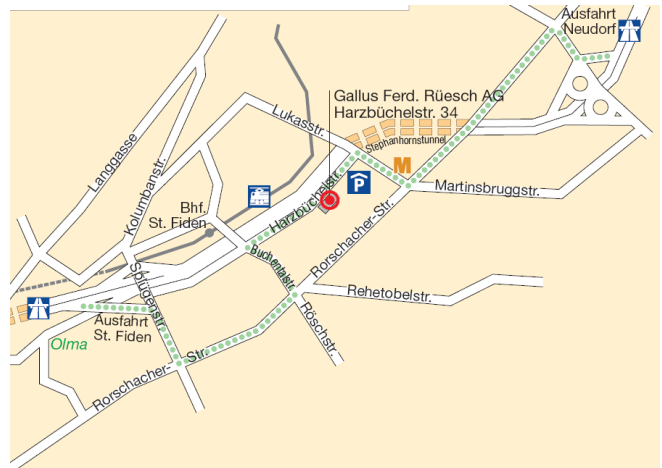 Ausfahrt
Neudorf
Gallus Ferd. Rüesch AG
Harzbüchelstr. 34
Lukasstr.
Stephanhornstunnel
M
P
Langgasse
Kolumbanstr.
Martinsbruggstr.
Bhf.
St. Fiden
Harzbüchelstr.
Rorschacher-Str.
Buchentalstr.
Splügenstr.
Rehetobelstr.
Röschstr.
Ausfahrt
St. Fiden
Olma
Rorschacher-Str.